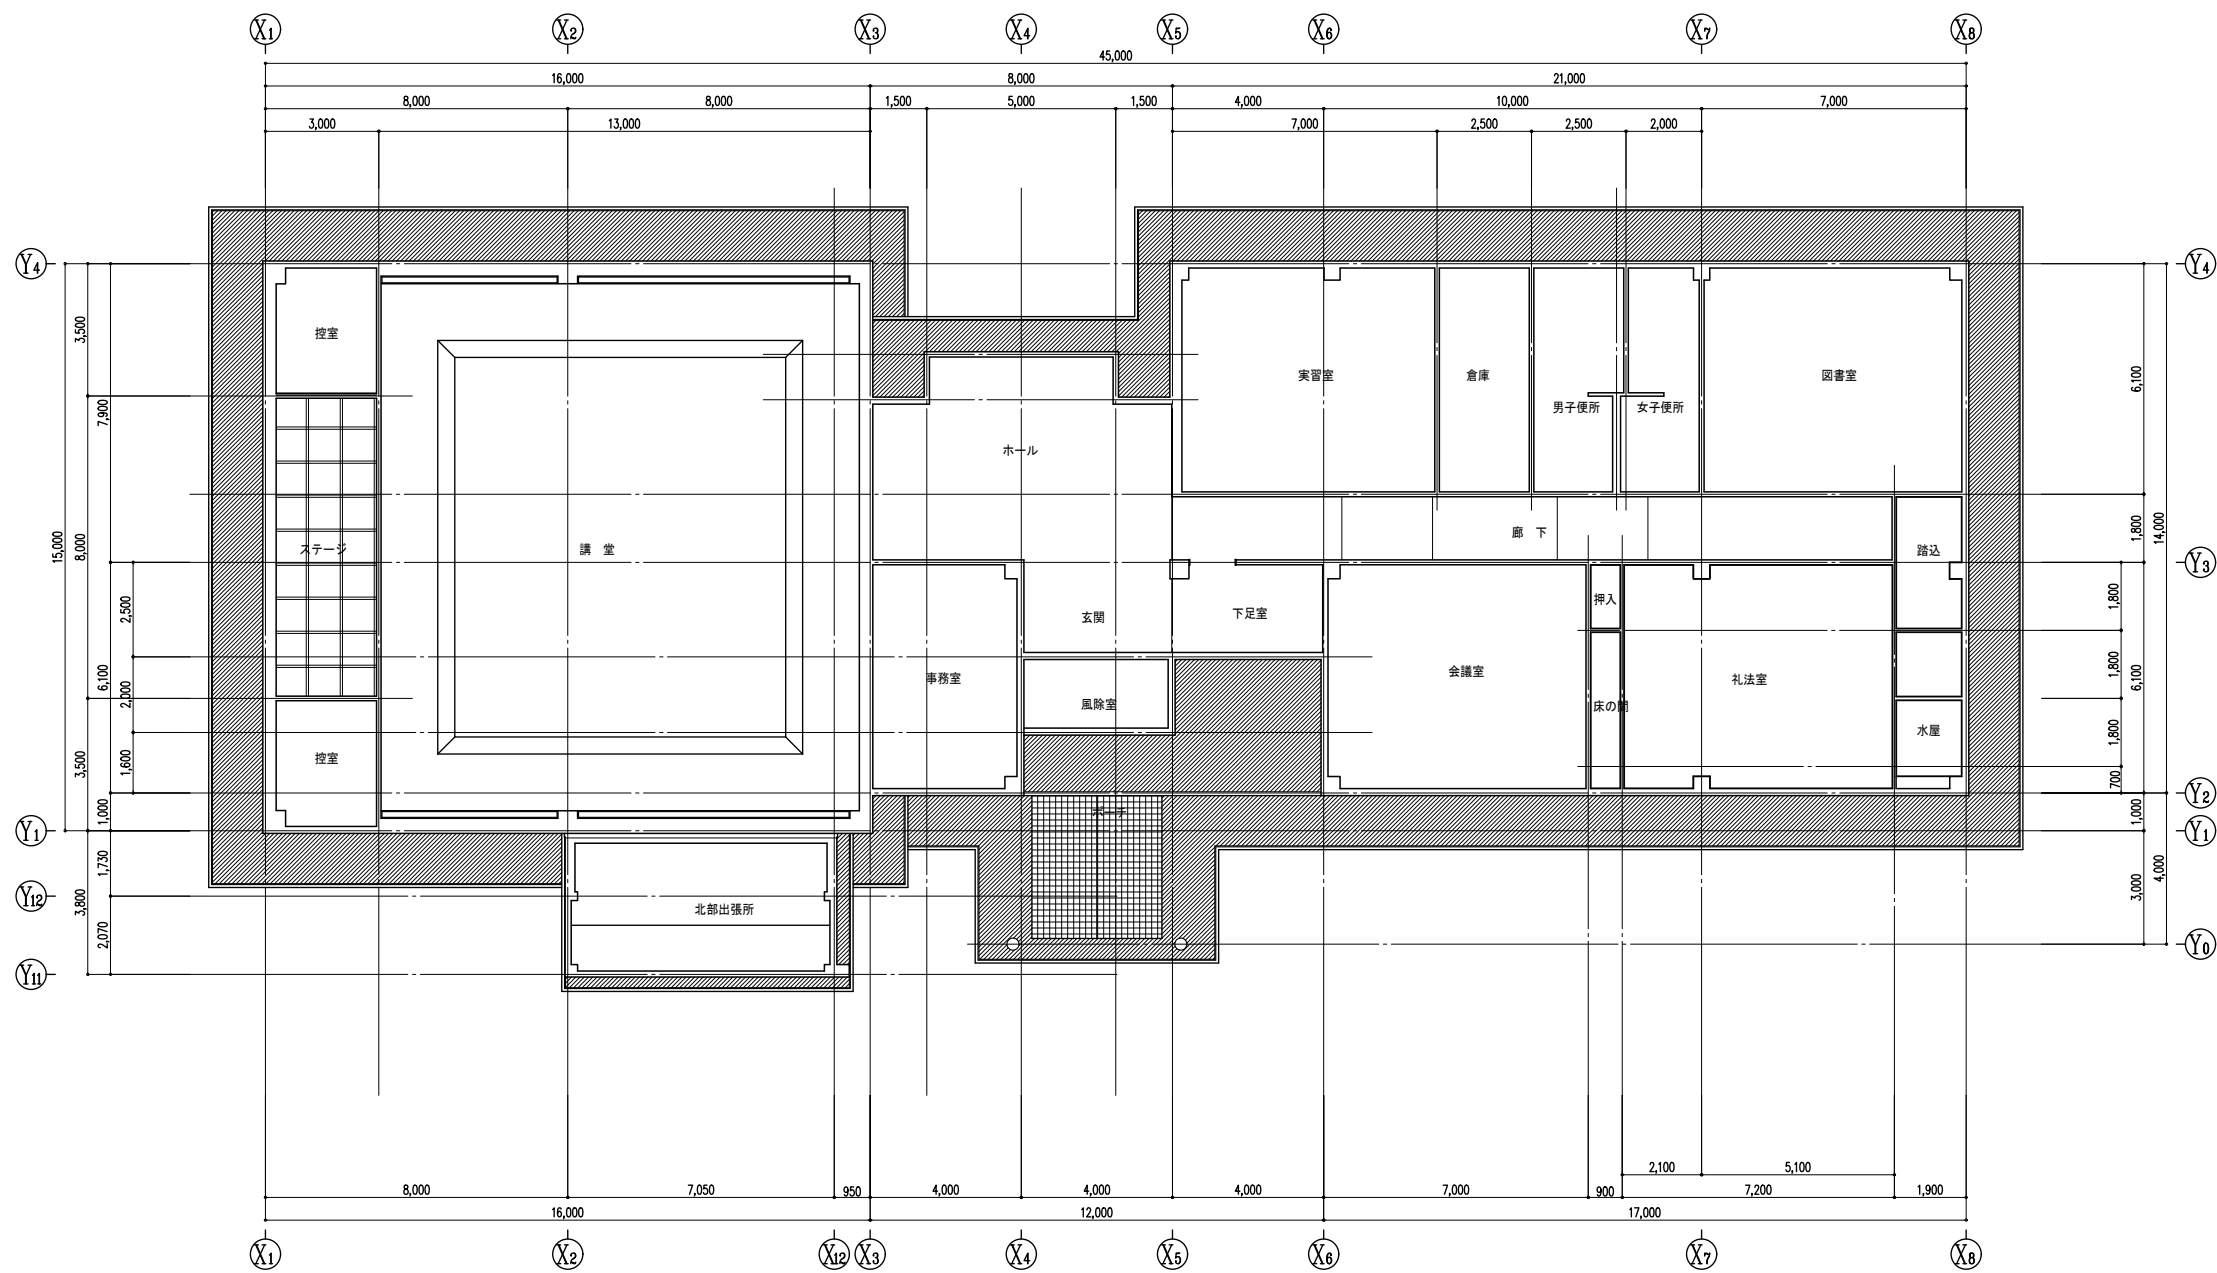 X1 X2 X3 X4 X5 X6 X7 X8
45,000
16,000 8,000 21,000
8,000 8,000 1,500 5,000 1,500 4,000 10,000 7,000
3,000 13,000 7,000 2,500 2,500 2,000
Y4 Y4
控室
実習室
倉庫
男子便所
女子便所
図書室
ホール
ステージ
講 堂
廊 下
踏込
Y3
押入
玄関
下足室
事務室
風除室
会議室
床の間
礼法室
水屋
控室
ポーチ
Y2
Y1 Y1
Y12
北部出張所
Y0
Y11
15,000
3,500
8,000
3,500
3,800
7,900
6,100
1,000
1,730
2,070
2,500
2,000
1,600
6,100
1,800
6,100
1,000
3,000
14,000
4,000
1,800
1,800
1,800
700
2,100 5,100
8,000 7,050 950 4,000 4,000 4,000 7,000 900 7,200 1,900
16,000 12,000 17,000
X1 X2 X12 X3 X4 X5 X6 X7 X8